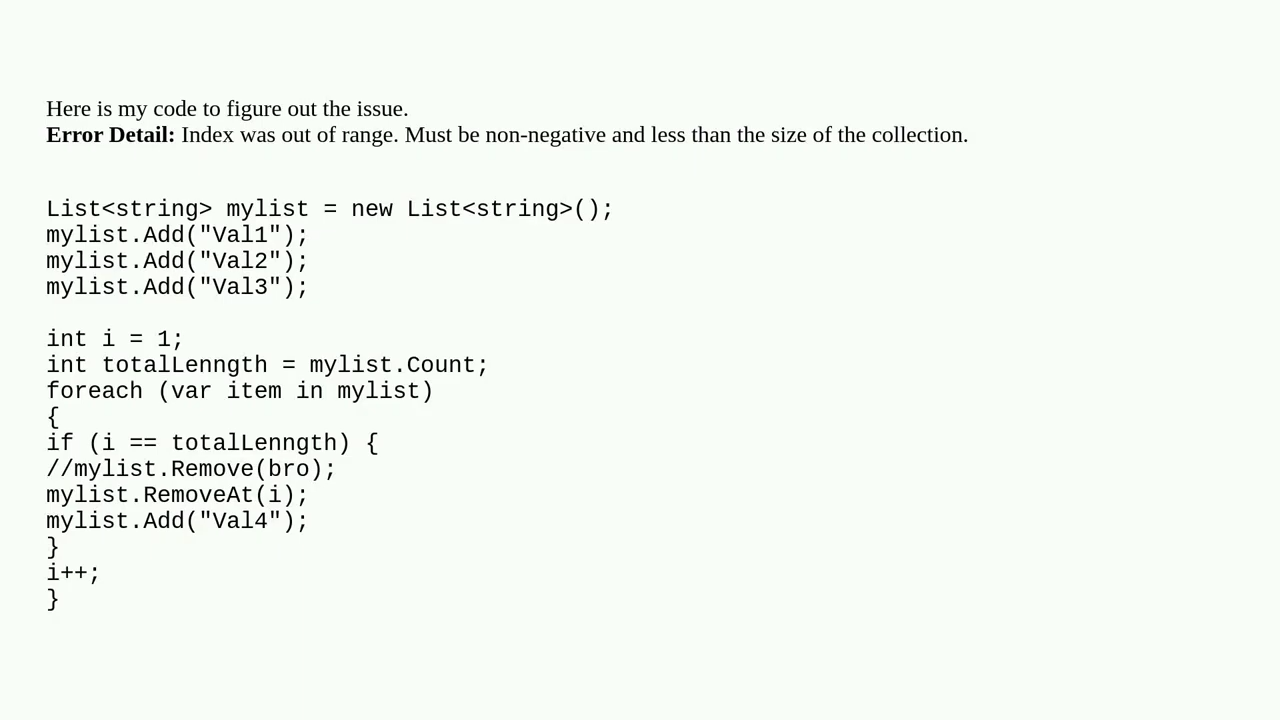 Here is my code to figure out the issue.
Error Detail: Index was out of range. Must be non-negative and less than the size of the collection.
List<string> mylist = new List<string>();
mylist.Add("Val1");
mylist.Add("Val2");
mylist.Add("Val3");
int i = 1;
int totalLenngth = mylist.Count;
foreach (var item in mylist)
{
if (i == totalLenngth) {
//mylist.Remove(bro);
mylist.RemoveAt(i);
mylist.Add("Val4");
}
i++;
}